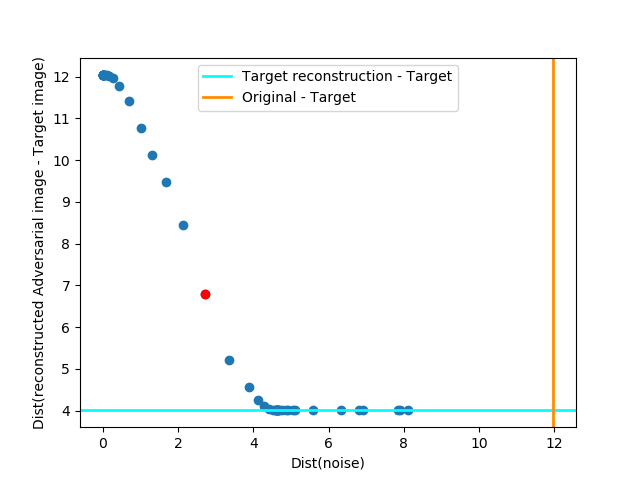 Target reconstruction - Target
Original - Target
Dist(reconstructed Adversarial image - Target image)
12
11
10
9
8
7
6
5
4
0 2 4 6 8 10 12
Dist(noise)